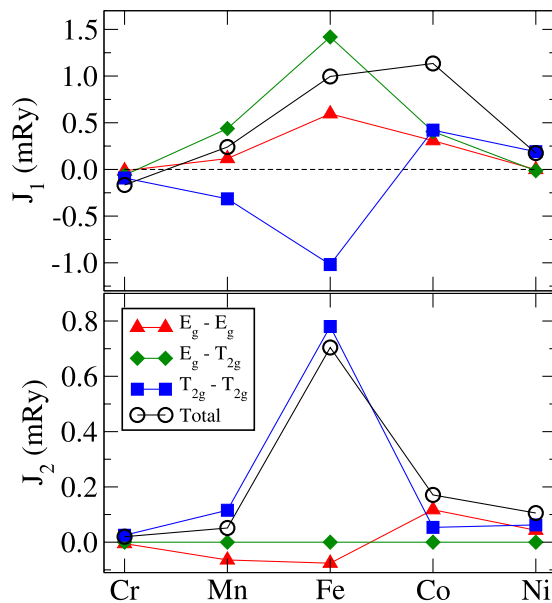 1.5
1.0
0.5
0.0
-0.5
-1.0
J1 (mRy)
0.8
0.6
0.4
0.2
0.0
J2 (mRy)
Eg - Eg
Eg - T2g
T2g - T2g
Total
Cr Mn Fe Co Ni